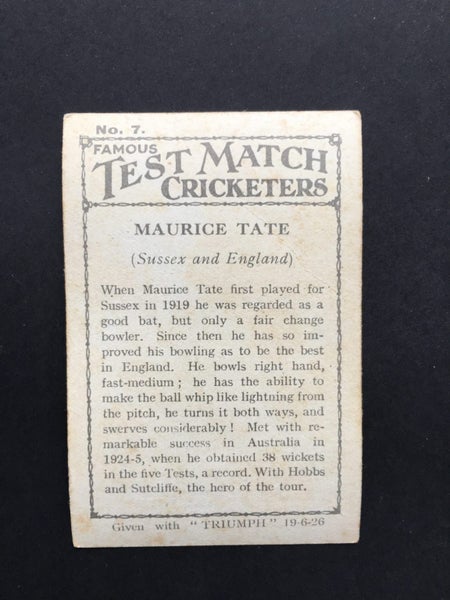 No. 7.
FAMOUS
TEST MATCH
CRICKETERS
MAURICE TATE
(Sussex and England)
When Maurice Tate first played for
Sussex in 1919 he was regarded as a
good bat, but only a fair change
bowler. Since then he has so im-
proved his bowling as to be the best
in England. He bowls right hand,
fast-medium; he has the ability to
make the ball whip like lightning from
the pitch, he turns it both ways, and
swerves considerably! Met with re-
markable success in Australia in
1924-5, when he obtained 38 wickets
in the five Tests, a record. With Hobbs
and Sutcliffe, the hero of the tour.
Given with "TRIUMPH" 19-6-26